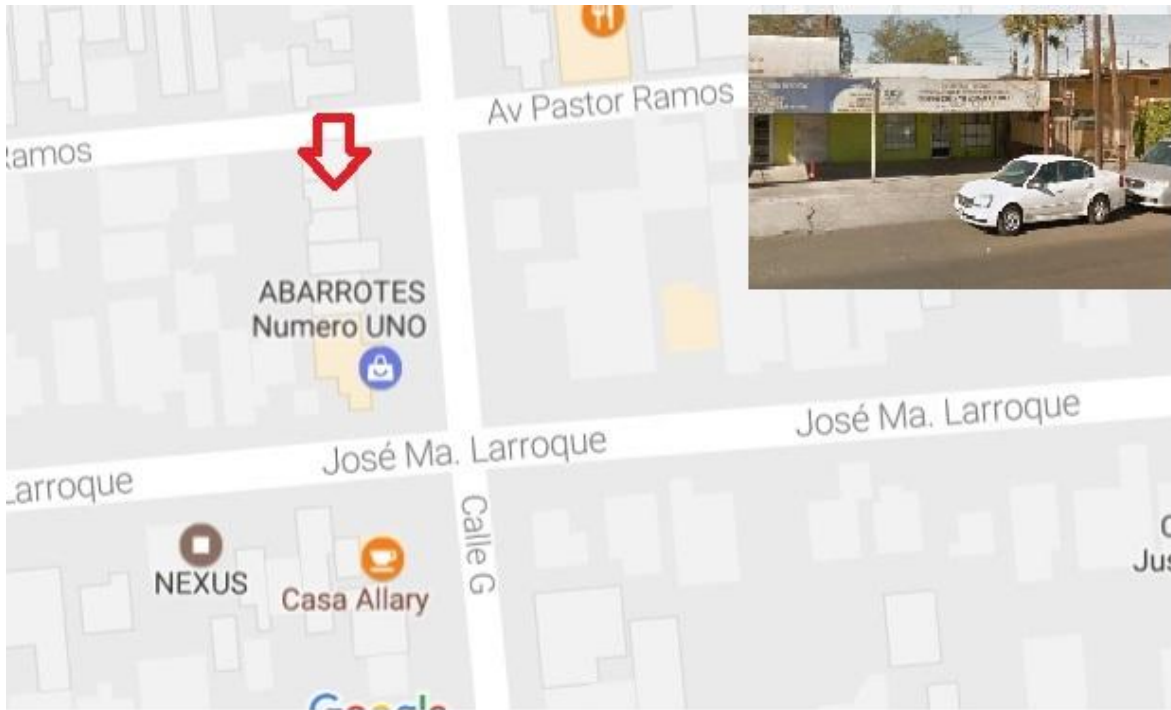 Av Pastor Ramos
Ramos
ABARROTES
Numero UNO
José Ma. Larroque
José Ma. Larroque
Larroque
Calle G
NEXUS
Casa Allary
Jus
Google